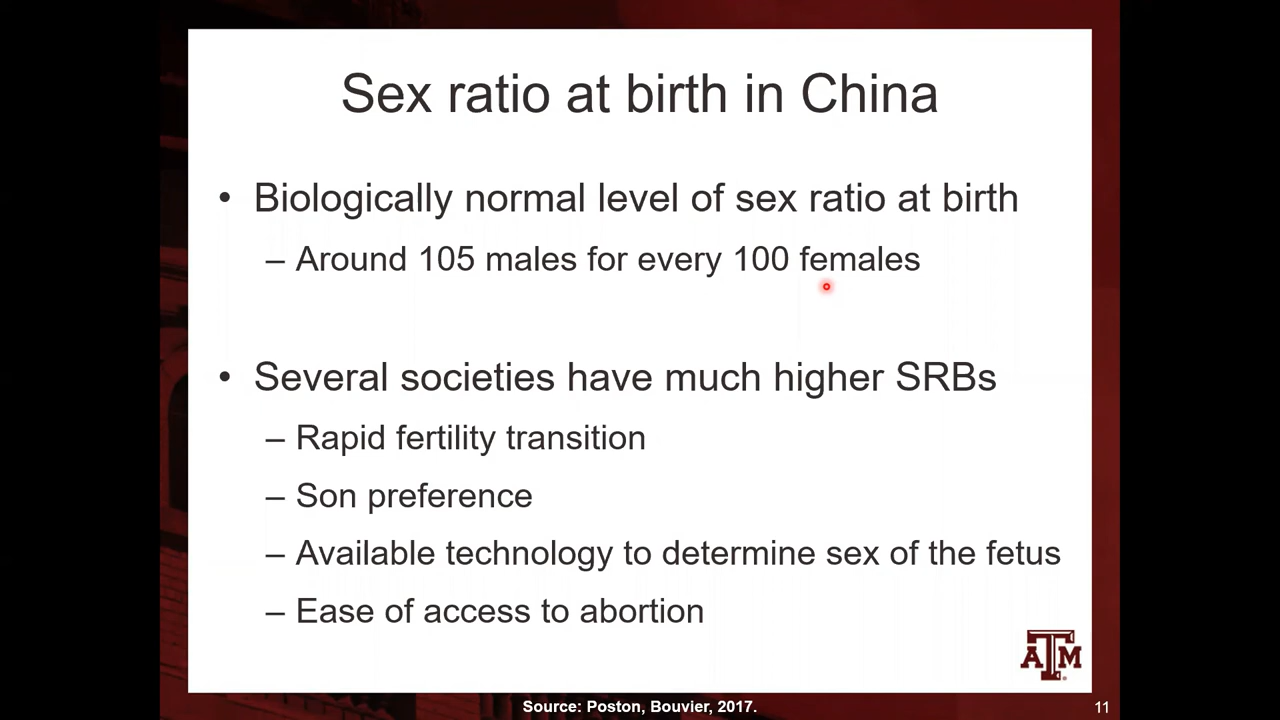 Sex ratio at birth in China
• Biologically normal level of sex ratio at birth
– Around 105 males for every 100 females
• Several societies have much higher SRBs
– Rapid fertility transition
– Son preference
– Available technology to determine sex of the fetus
– Ease of access to abortion
ATM
Source: Poston, Bouvier, 2017.
11